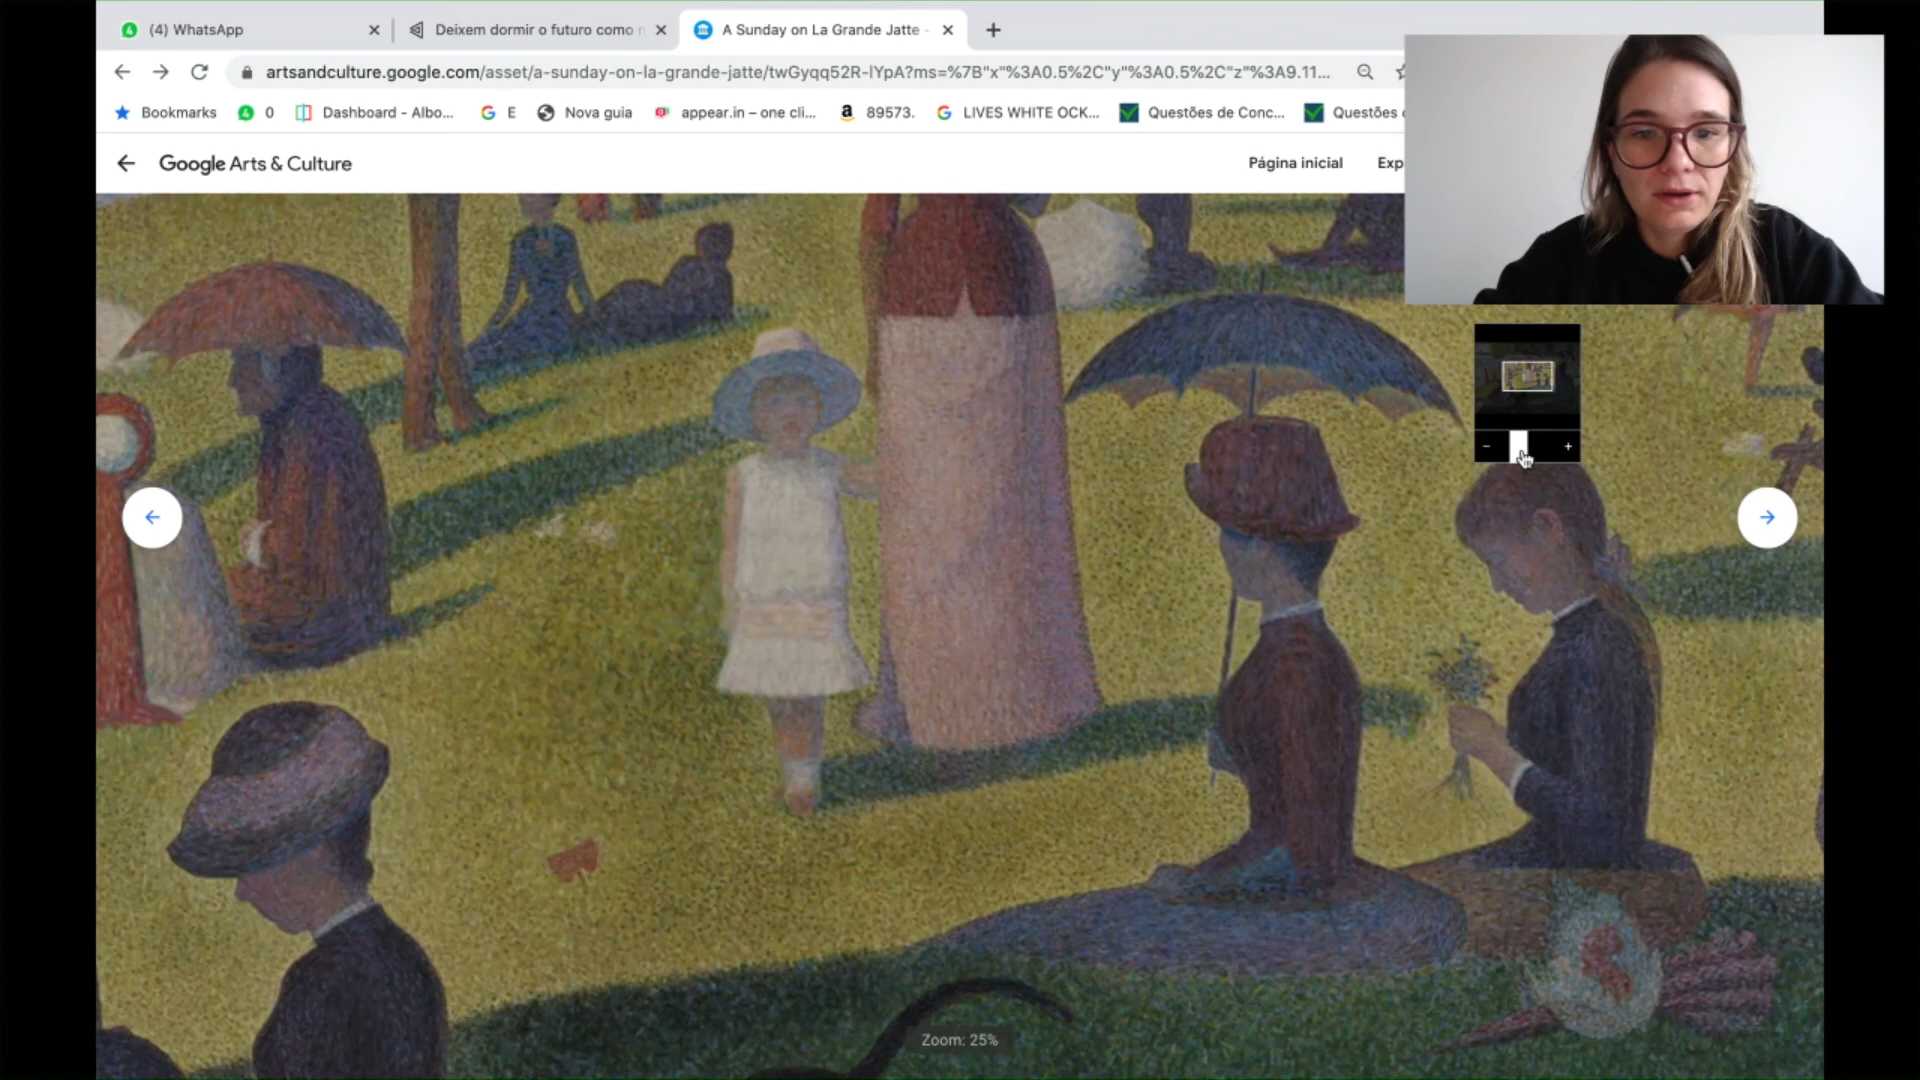 (4) WhatsApp
Deixem dormir o futuro como
A Sunday on La Grande Jatte -
artsandculture.google.com/asset/a-sunday-on-la-grande-jatte/twGyqq52R-lYpA?ms=%7B"x"%3A0.5%2C"y"%3A0.5%2C"z"%3A9.11...
Bookmarks 0 Dashboard - Albo... E Nova guia appear.in – one cli... 89573. LIVES WHITE OCK... Questões de Conc... Questões
Google Arts & Culture
Página inicial Exp
Zoom: 25%